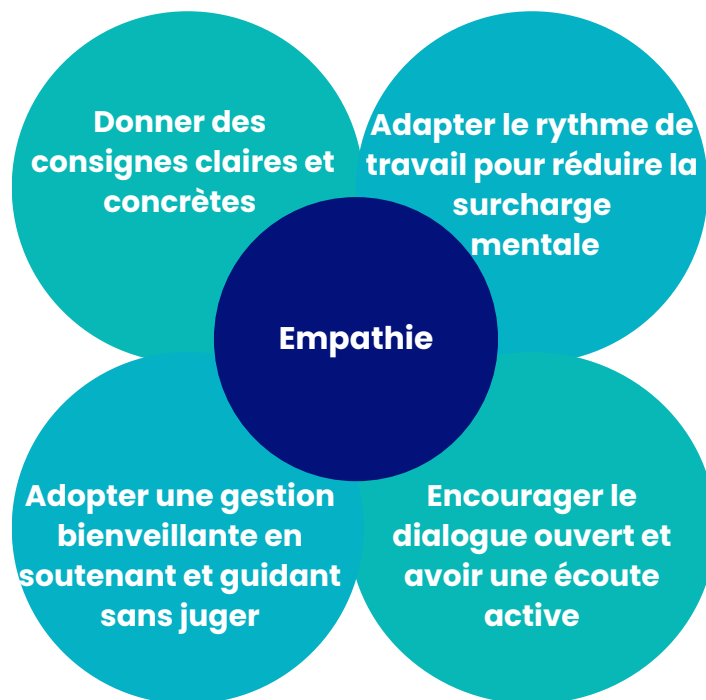 Donner des
consignes claires et
concrètes
Adapter le rythme de
travail pour réduire la
surcharge
mentale
Empathie
Adopter une gestion
bienveillante en
soutenant et guidant
sans juger
Encourager le
dialogue ouvert et
avoir une écoute
active